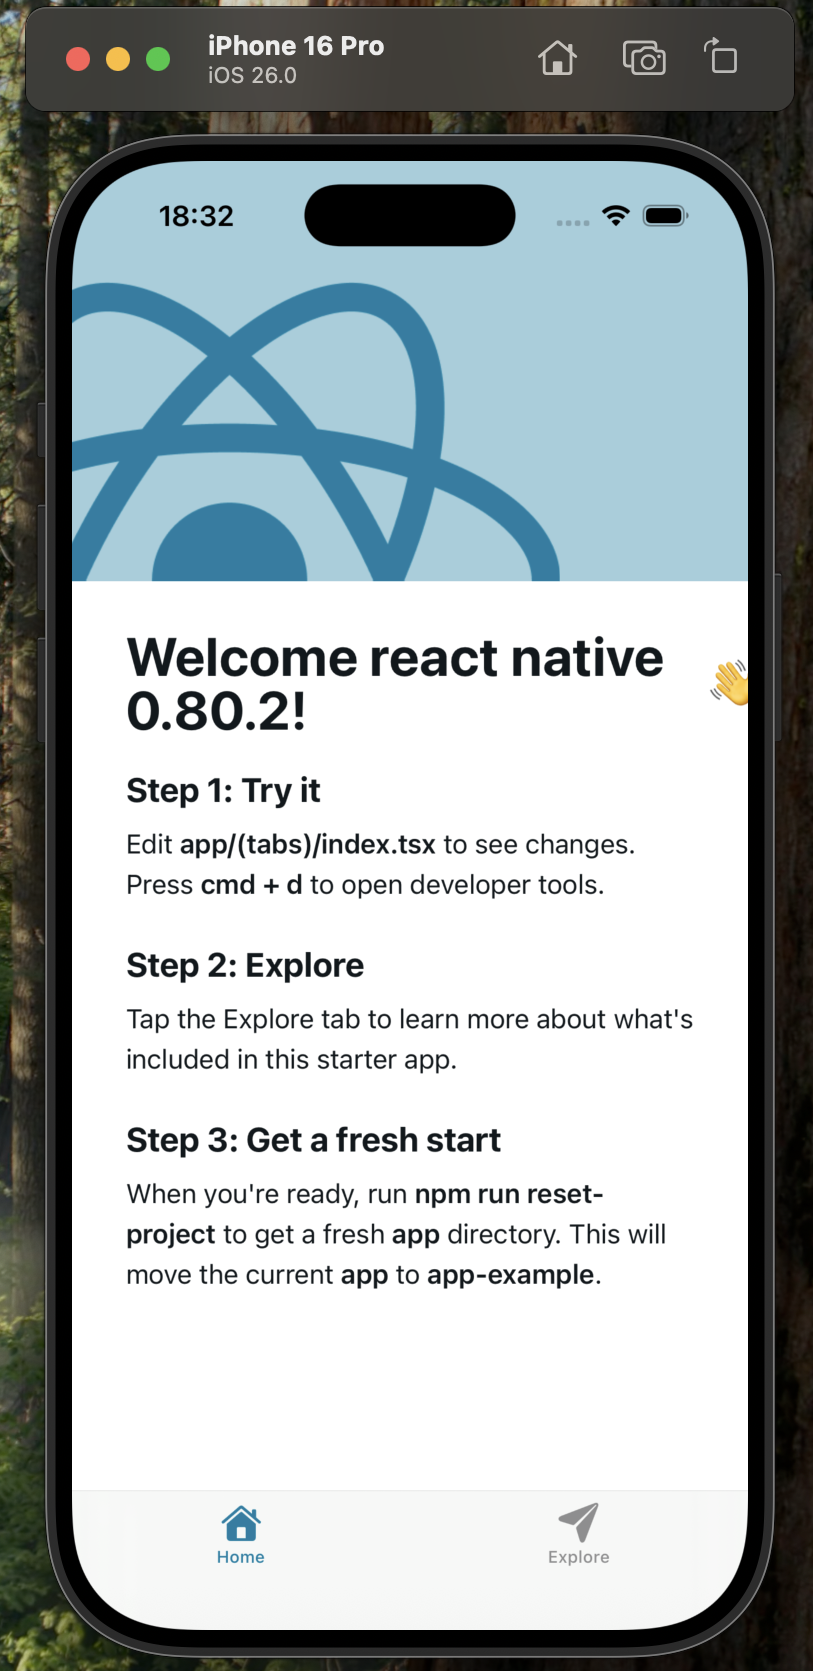 iPhone 16 Pro
iOS 26.0
18:32
Welcome react native
0.80.2!
Step 1: Try it
Edit app/(tabs)/index.tsx to see changes.
Press cmd + d to open developer tools.
Step 2: Explore
Tap the Explore tab to learn more about what's
included in this starter app.
Step 3: Get a fresh start
When you're ready, run npm run reset-
project to get a fresh app directory. This will
move the current app to app-example.
Home
Explore